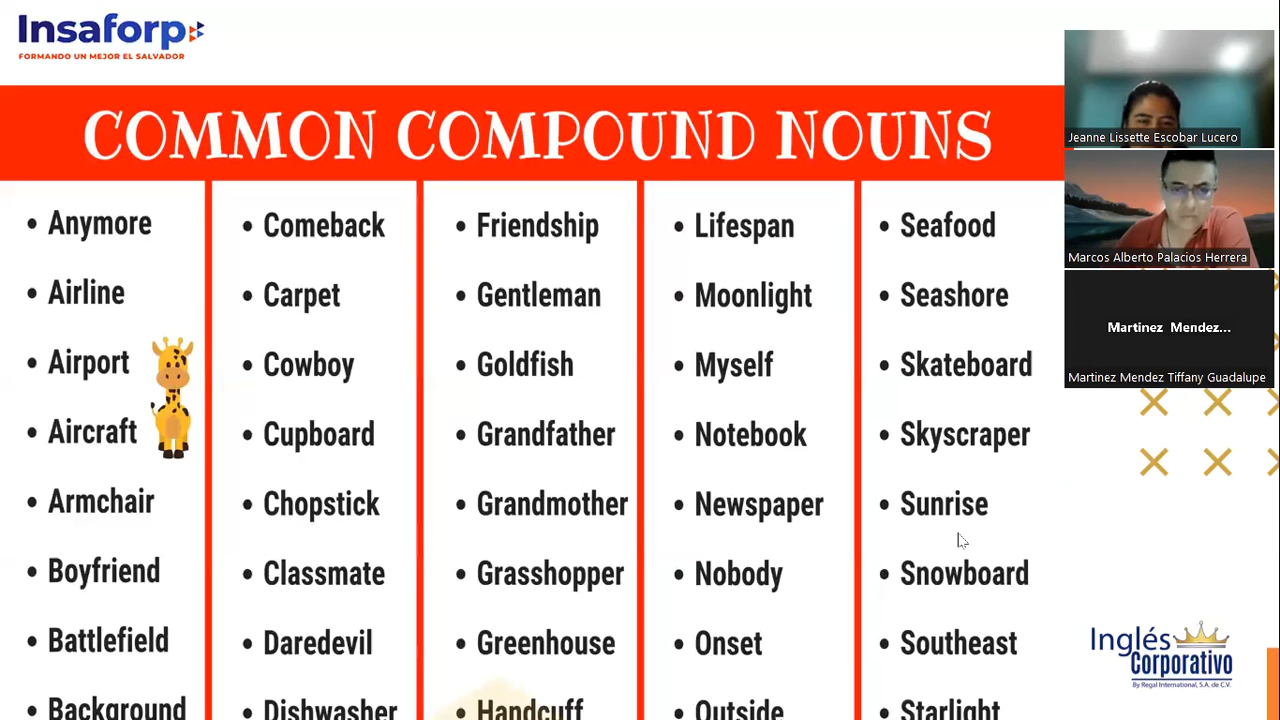 Insaforp
FORMANDO UN MEJOR EL SALVADOR
COMMON COMPOUND NOUNS
• Anymore
• Airline
• Airport
• Aircraft
• Armchair
• Boyfriend
• Battlefield
• Background
• Comeback
• Carpet
• Cowboy
• Cupboard
• Chopstick
• Classmate
• Daredevil
• Dishwasher
• Friendship
• Gentleman
• Goldfish
• Grandfather
• Grandmother
• Grasshopper
• Greenhouse
• Handcuff
• Lifespan
• Moonlight
• Myself
• Notebook
• Newspaper
• Nobody
• Onset
• Outside
• Seafood
• Seashore
• Skateboard
• Skyscraper
• Sunrise
• Snowboard
• Southeast
• Starlight
Jeanne Lissette Escobar Lucero
Marcos Alberto Palacios Herrera
Martinez Mendez...
Martinez Mendez Tiffany Guadalupe
Inglés
Corporativo
By Regal International, S.A. de C.V.